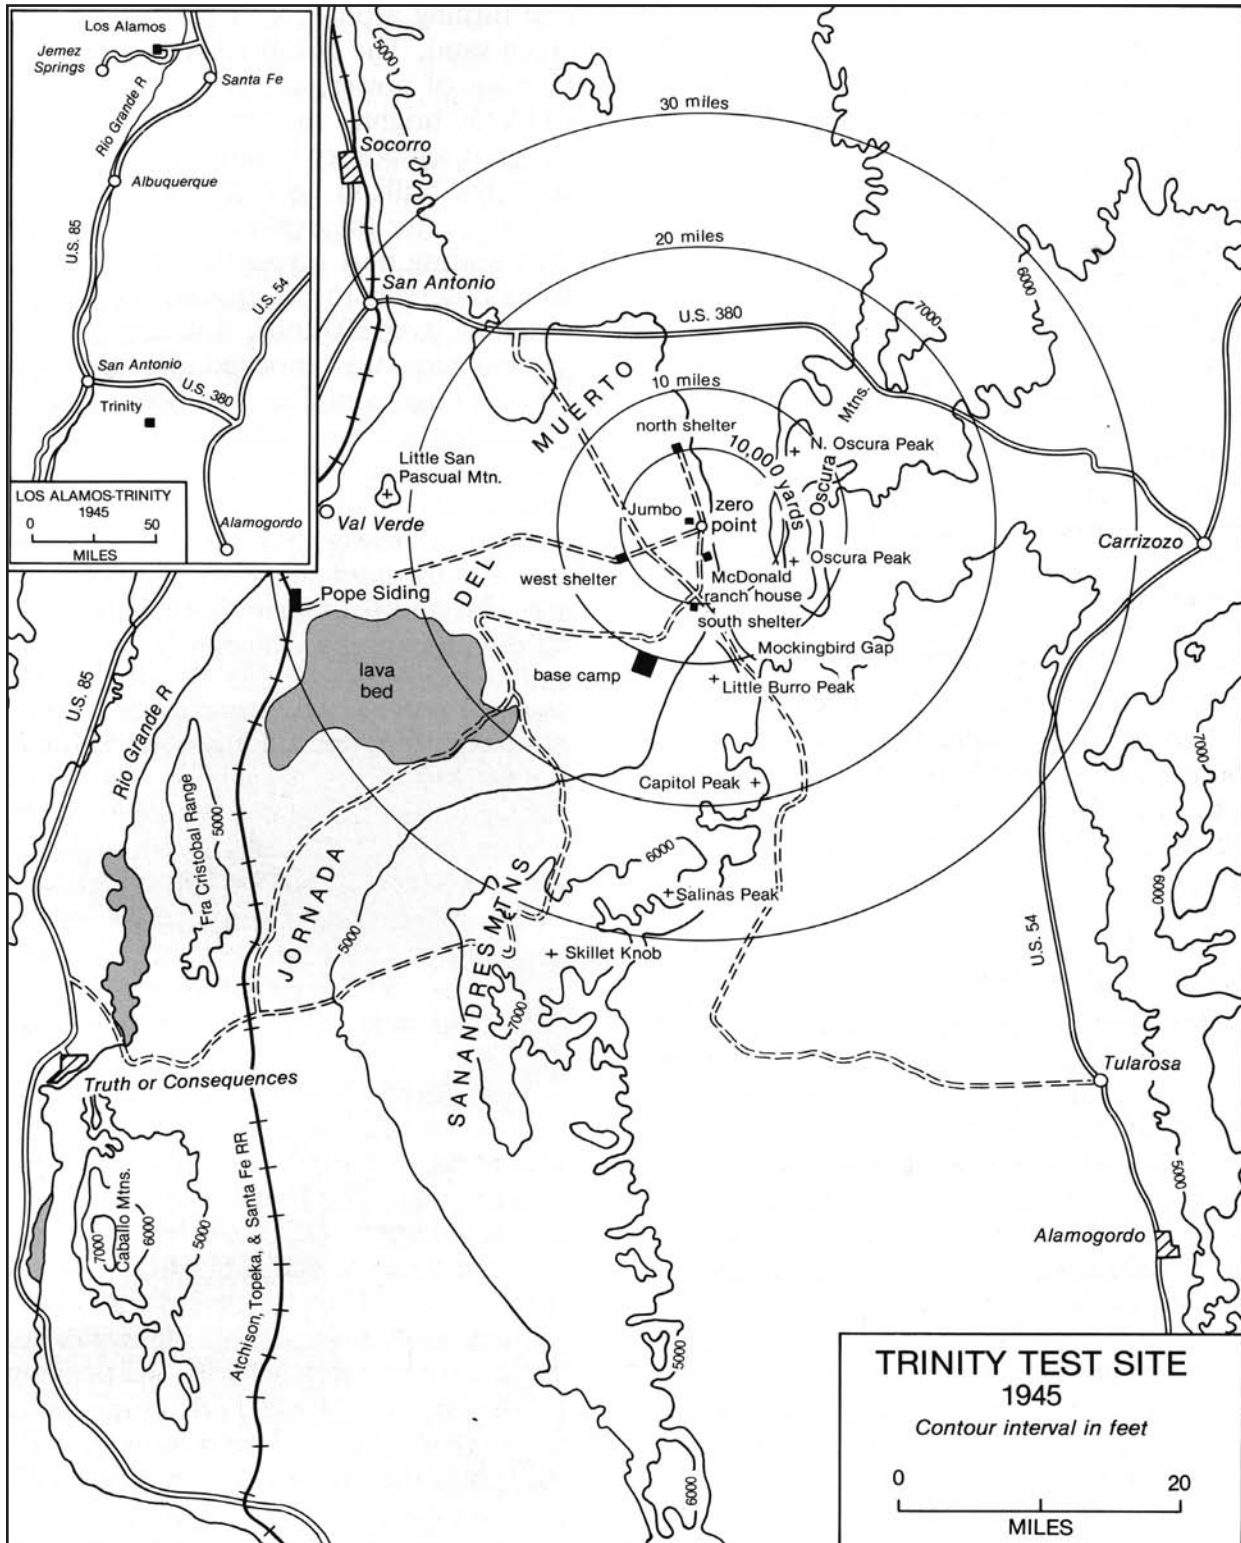 Los Alamos
Jemez
Springs
Santa Fe
Rio Grande R
Albuquerque
U.S. 85
U.S. 54
San Antonio
U.S. 380
Trinity
Alamogordo
LOS ALAMOS-TRINITY
1945
0 50
MILES
5000
Socorro
30 miles
20 miles
San Antonio
U.S. 380
6000
7000
MUERTO
10 miles
Mtns.
north shelter
10,000 yards
N. Oscura Peak
Oscura
Little San
Pascual Mtn.
Val Verde
Jumbo
zero
point
Carrizozo
west shelter
Oscura Peak
McDonald
ranch house
Pope Siding
DEL
south shelter
Mockingbird Gap
lava
bed
base camp
Little Burro Peak
U.S. 85
Rio Grande R
7000
Capitol Peak
Fra Cristobal Range
5000
JORNADA
6000
Salinas Peak
6000
5000
U.S. 54
Skillet Knob
SAN ANDRES MTNS
7000
Truth or Consequences
Tularosa
Atchison, Topeka, & Santa Fe RR
5000
Caballo Mtns.
7000
6000
5000
Alamogordo
5000
6000
TRINITY TEST SITE
1945
Contour interval in feet
0 20
MILES